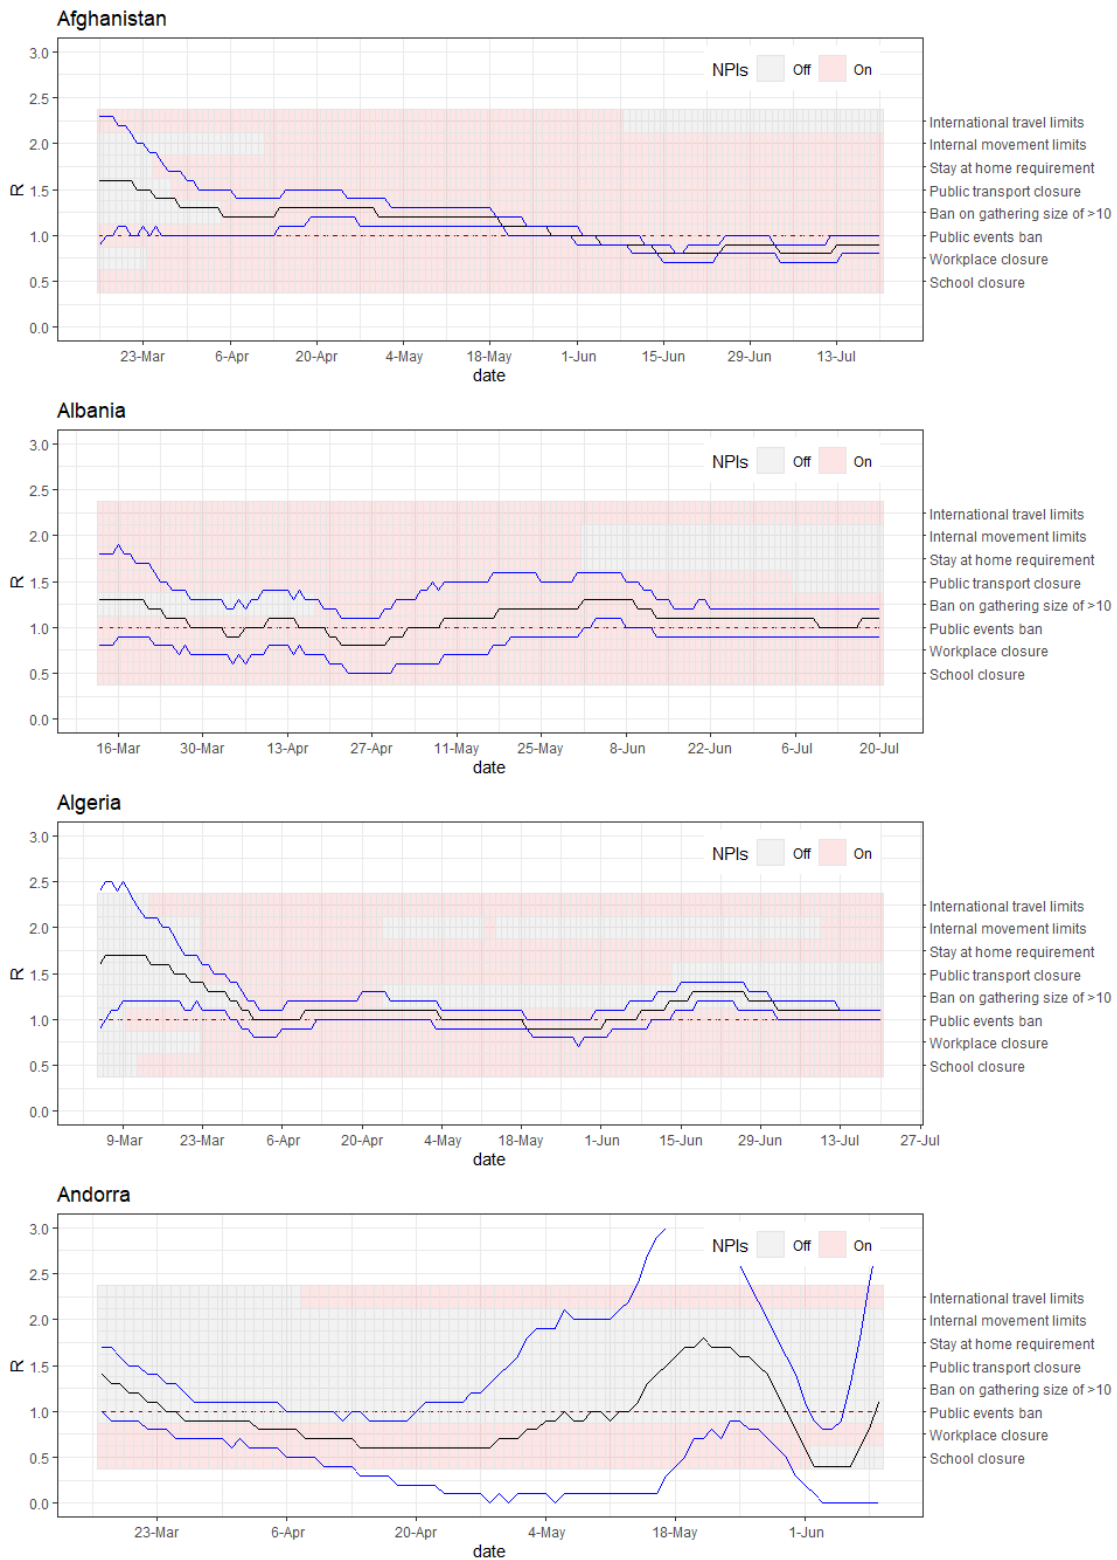 Afghanistan
NPIs Off On
3.0
2.5
2.0
1.5
1.0
0.5
0.0
R
International travel limits
Internal movement limits
Stay at home requirement
Public transport closure
Ban on gathering size of >10
Public events ban
Workplace closure
School closure
23-Mar 6-Apr 20-Apr 4-May 18-May 1-Jun 15-Jun 29-Jun 13-Jul
date
Albania
NPIs Off On
3.0
2.5
2.0
1.5
1.0
0.5
0.0
R
International travel limits
Internal movement limits
Stay at home requirement
Public transport closure
Ban on gathering size of >10
Public events ban
Workplace closure
School closure
16-Mar 30-Mar 13-Apr 27-Apr 11-May 25-May 8-Jun 22-Jun 6-Jul 20-Jul
date
Algeria
NPIs Off On
3.0
2.5
2.0
1.5
1.0
0.5
0.0
R
International travel limits
Internal movement limits
Stay at home requirement
Public transport closure
Ban on gathering size of >10
Public events ban
Workplace closure
School closure
9-Mar 23-Mar 6-Apr 20-Apr 4-May 18-May 1-Jun 15-Jun 29-Jun 13-Jul 27-Jul
date
Andorra
NPIs Off On
3.0
2.5
2.0
1.5
1.0
0.5
0.0
R
International travel limits
Internal movement limits
Stay at home requirement
Public transport closure
Ban on gathering size of >10
Public events ban
Workplace closure
School closure
23-Mar 6-Apr 20-Apr 4-May 18-May 1-Jun
date